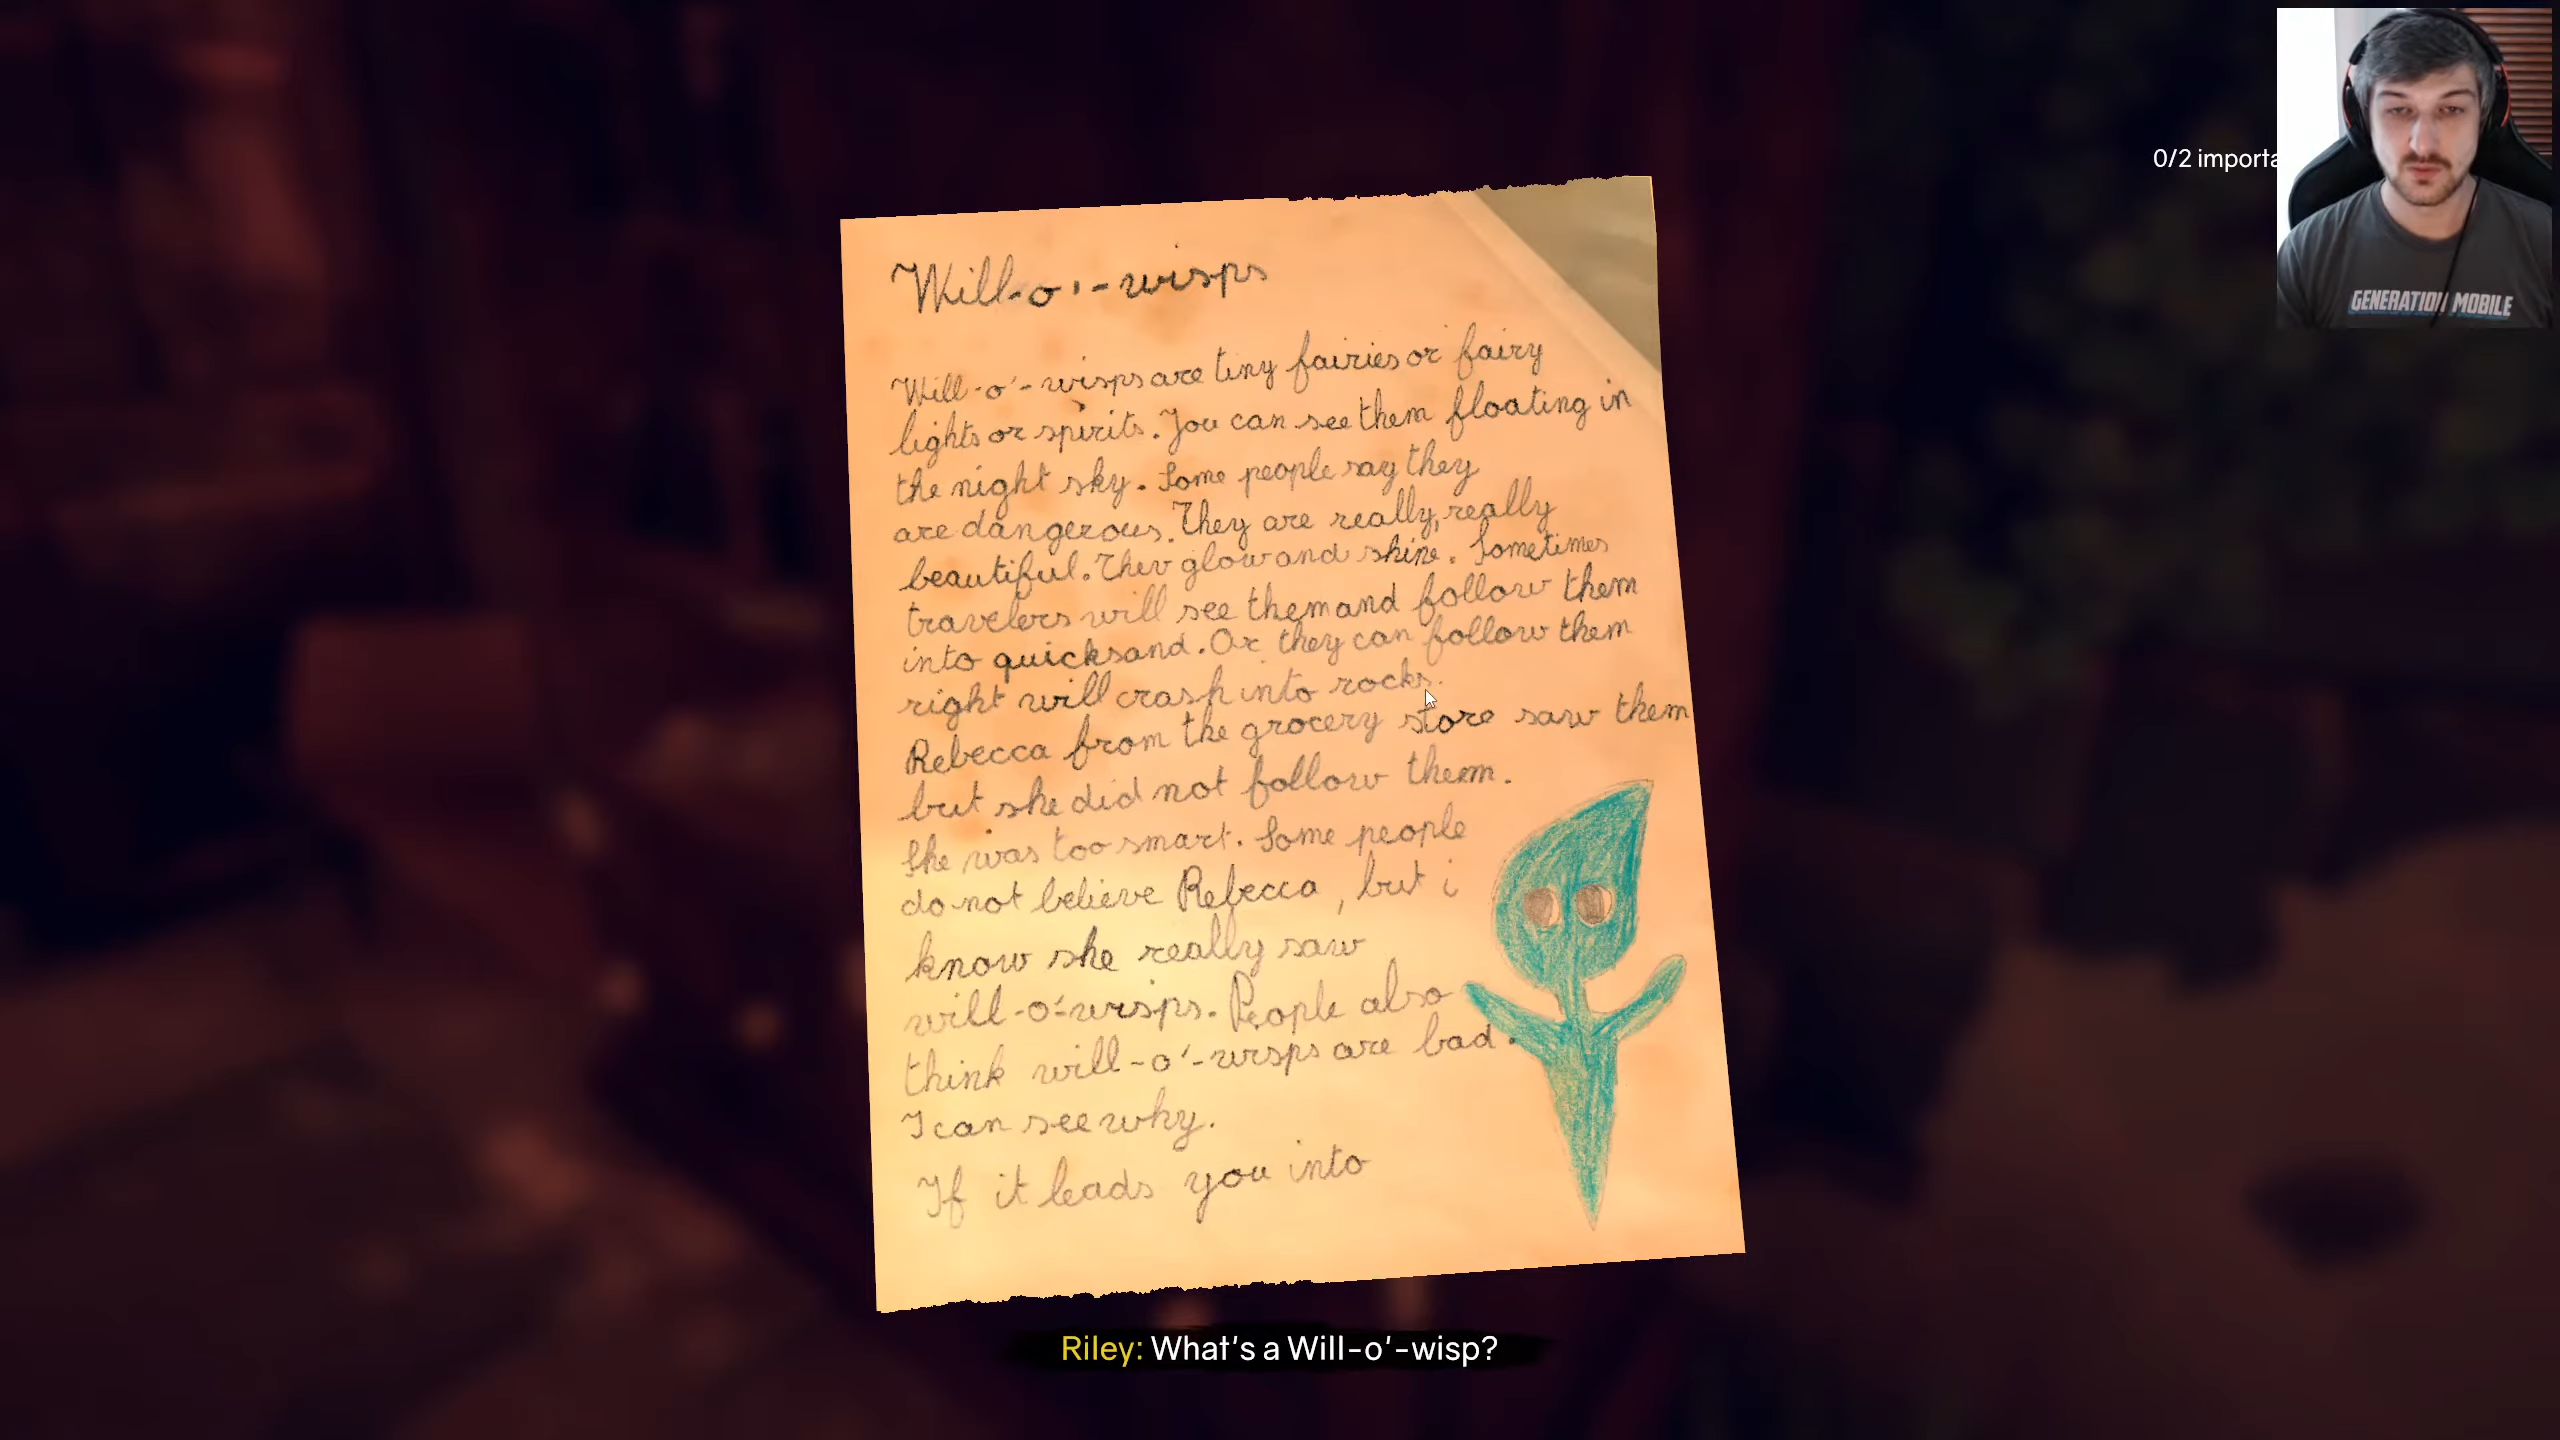 0/2 importa
GENERATION MOBILE
Will-o'-wisps
Will-o'-wisps are tiny fairies or fairy
lights or spirits. You can see them floating in
the night sky. Some people say they
are dangerous. They are really, really
beautiful. They glow and shine. Sometimes
travelers will see them and follow them
into quicksand. Or they can follow them
right will crash into rocks.
Rebecca from the grocery store saw them
but she did not follow them.
She was too smart. Some people
do not believe Rebecca, but i
know she really saw
will-o'-wisps. People also
think will-o'-wisps are bad.
I can see why.
If it leads you into
Riley: What's a Will-o'-wisp?